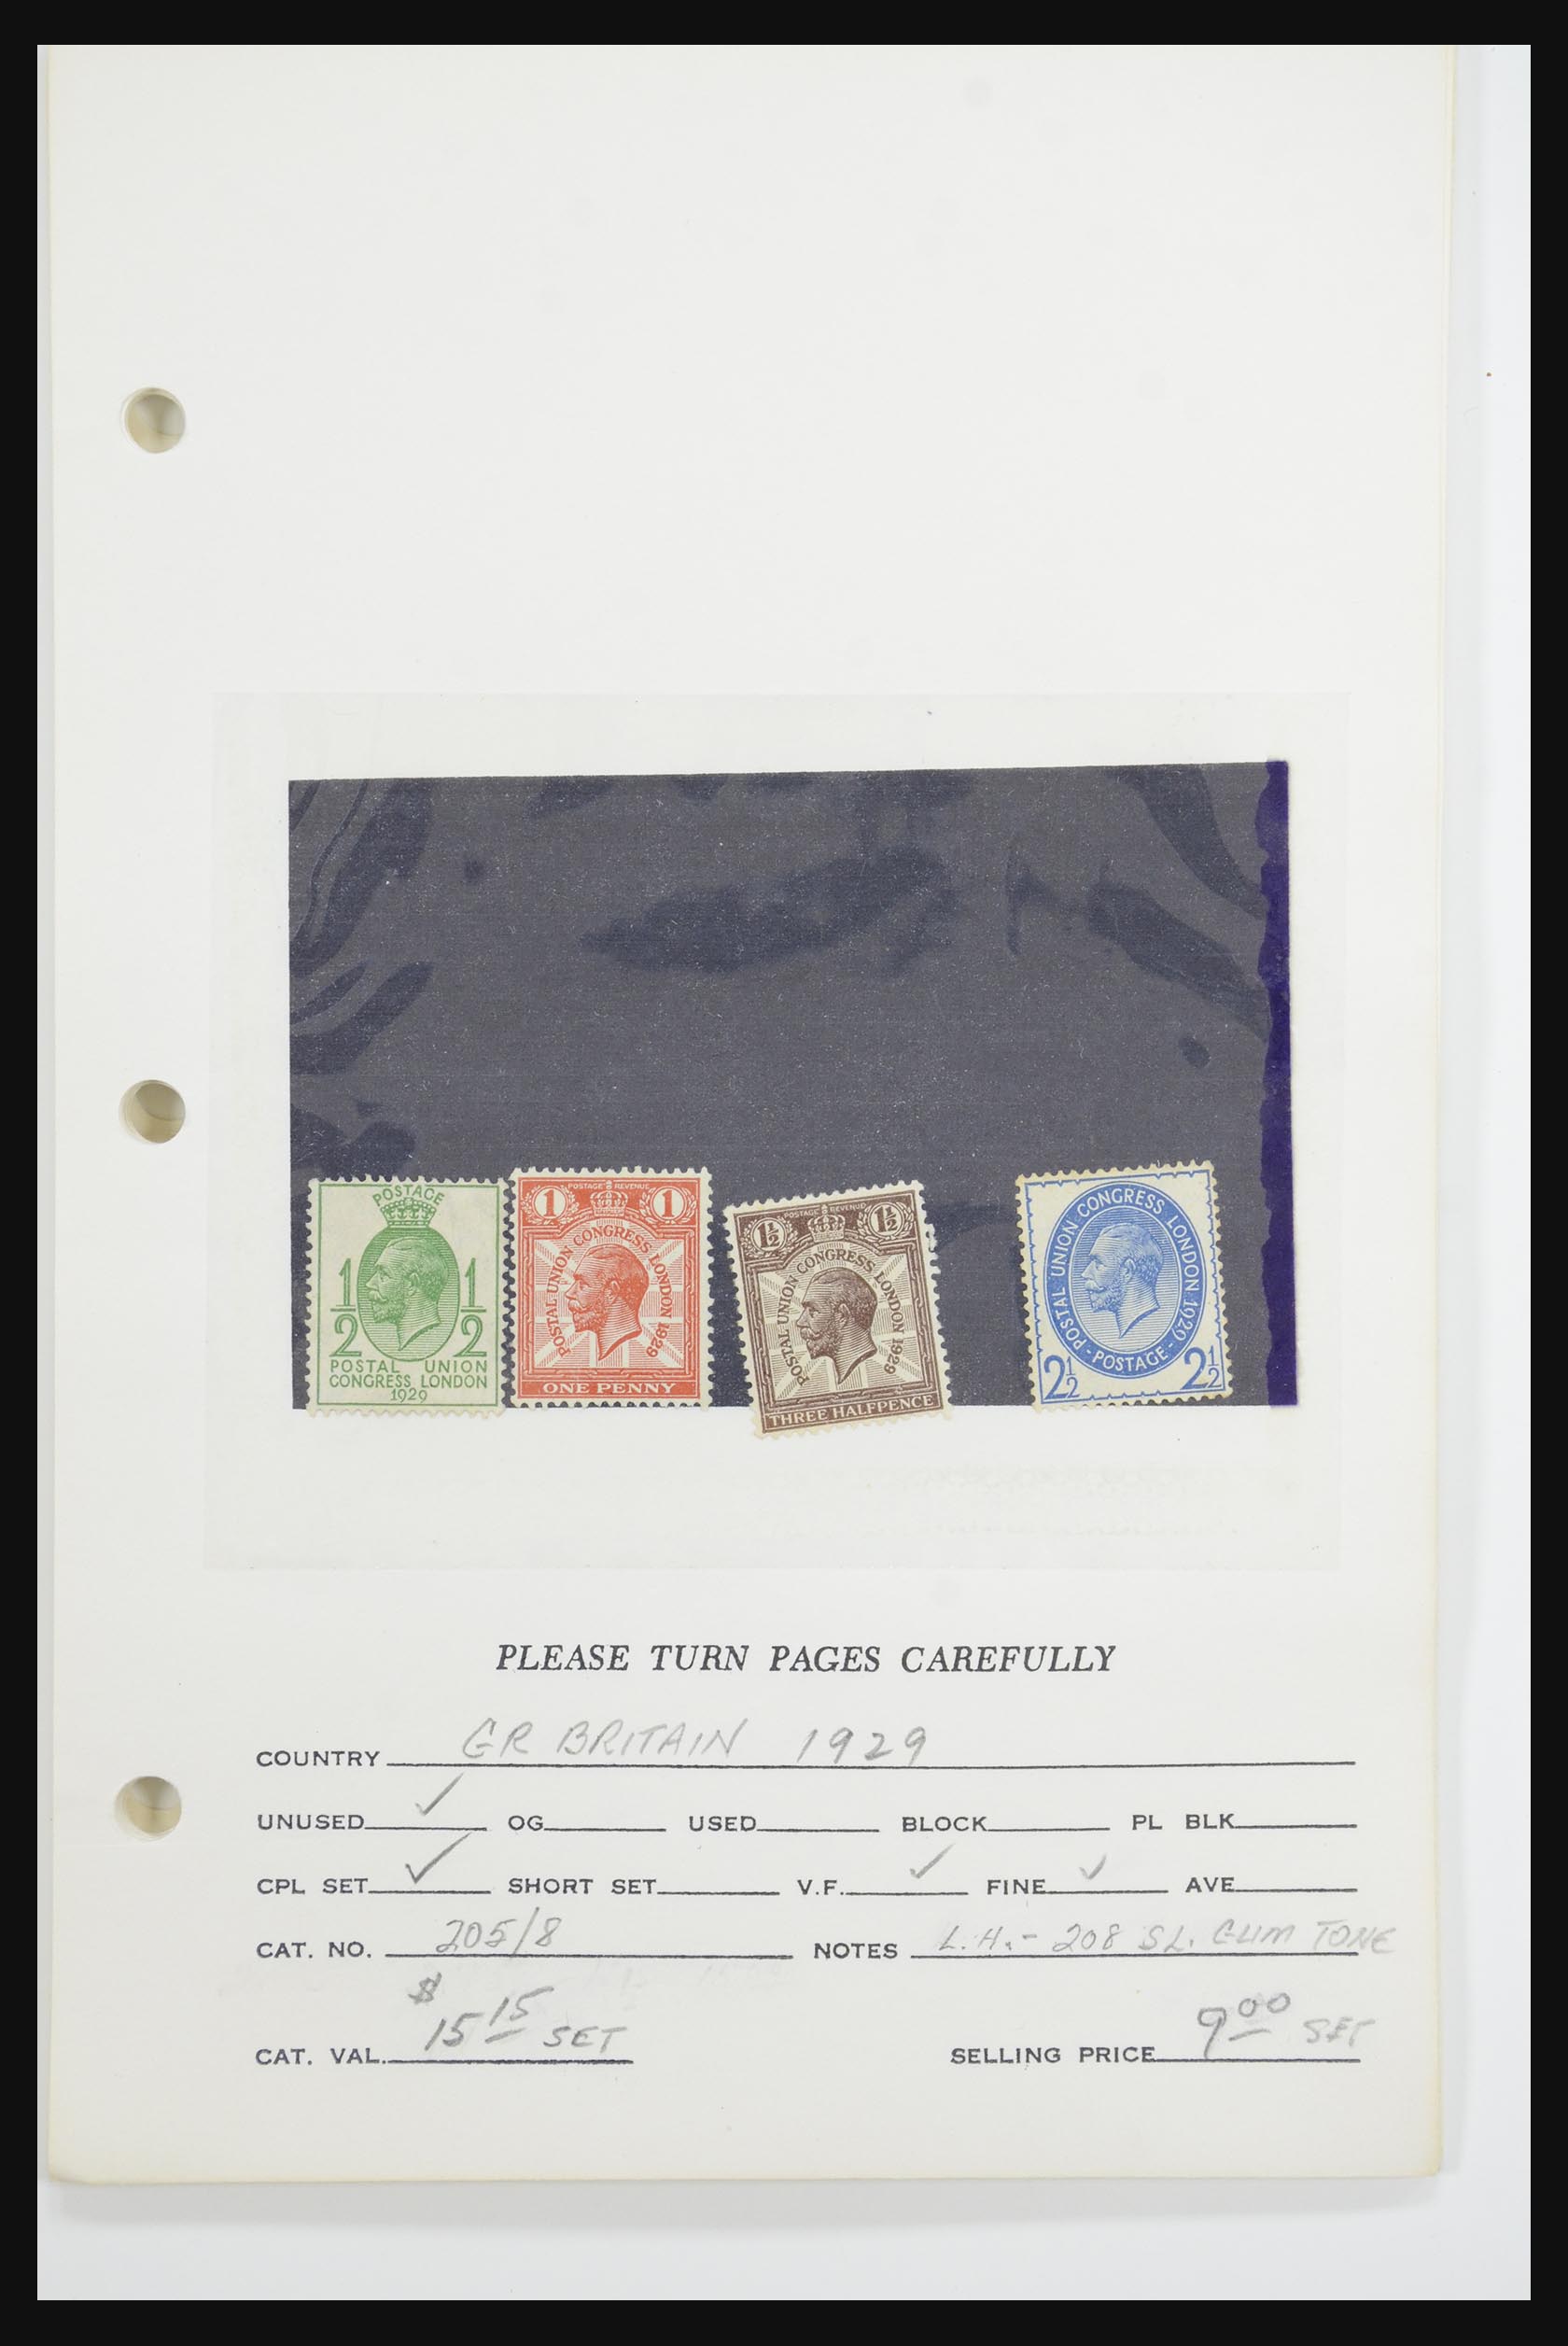 POSTAGE
1/2 1/2
POSTAL UNION
CONGRESS LONDON
1929
1 POSTAGE REVENUE 1
POSTAL UNION CONGRESS LONDON 1929
ONE PENNY
1½ POSTAGE REVENUE 1½
POSTAL UNION CONGRESS LONDON 1929
THREE HALFPENCE
POSTAL UNION CONGRESS LONDON 1929
- POSTAGE -
2½ 2½
PLEASE TURN PAGES CAREFULLY
COUNTRY GR BRITAIN 1929
UNUSED ✓ OG USED BLOCK PL BLK
CPL SET ✓ SHORT SET V.F. ✓ FINE ✓ AVE
CAT. NO. 205/8 NOTES L.H. - 208 SL. GUM TONE
CAT. VAL. $15 15 SET SELLING PRICE 9 00 SET